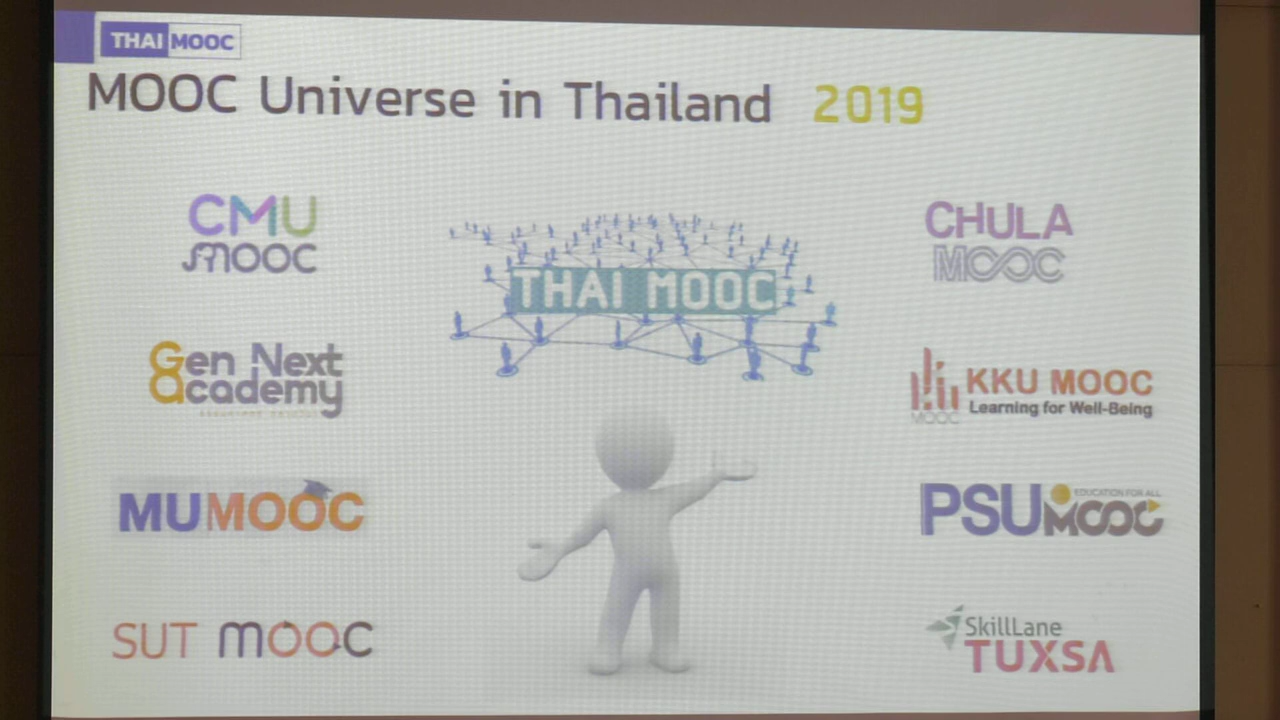 THAI MOOC
MOOC Universe in Thailand 2019
CMU
MOOC
THAI MOOC
CHULA
MOOC
Gen Next
academy
KKU MOOC
Learning for Well-Being
MOOC
MUMOOC
PSU MOOC
EDUCATION FOR ALL
SUT MOOC
SkillLane
TUXSA